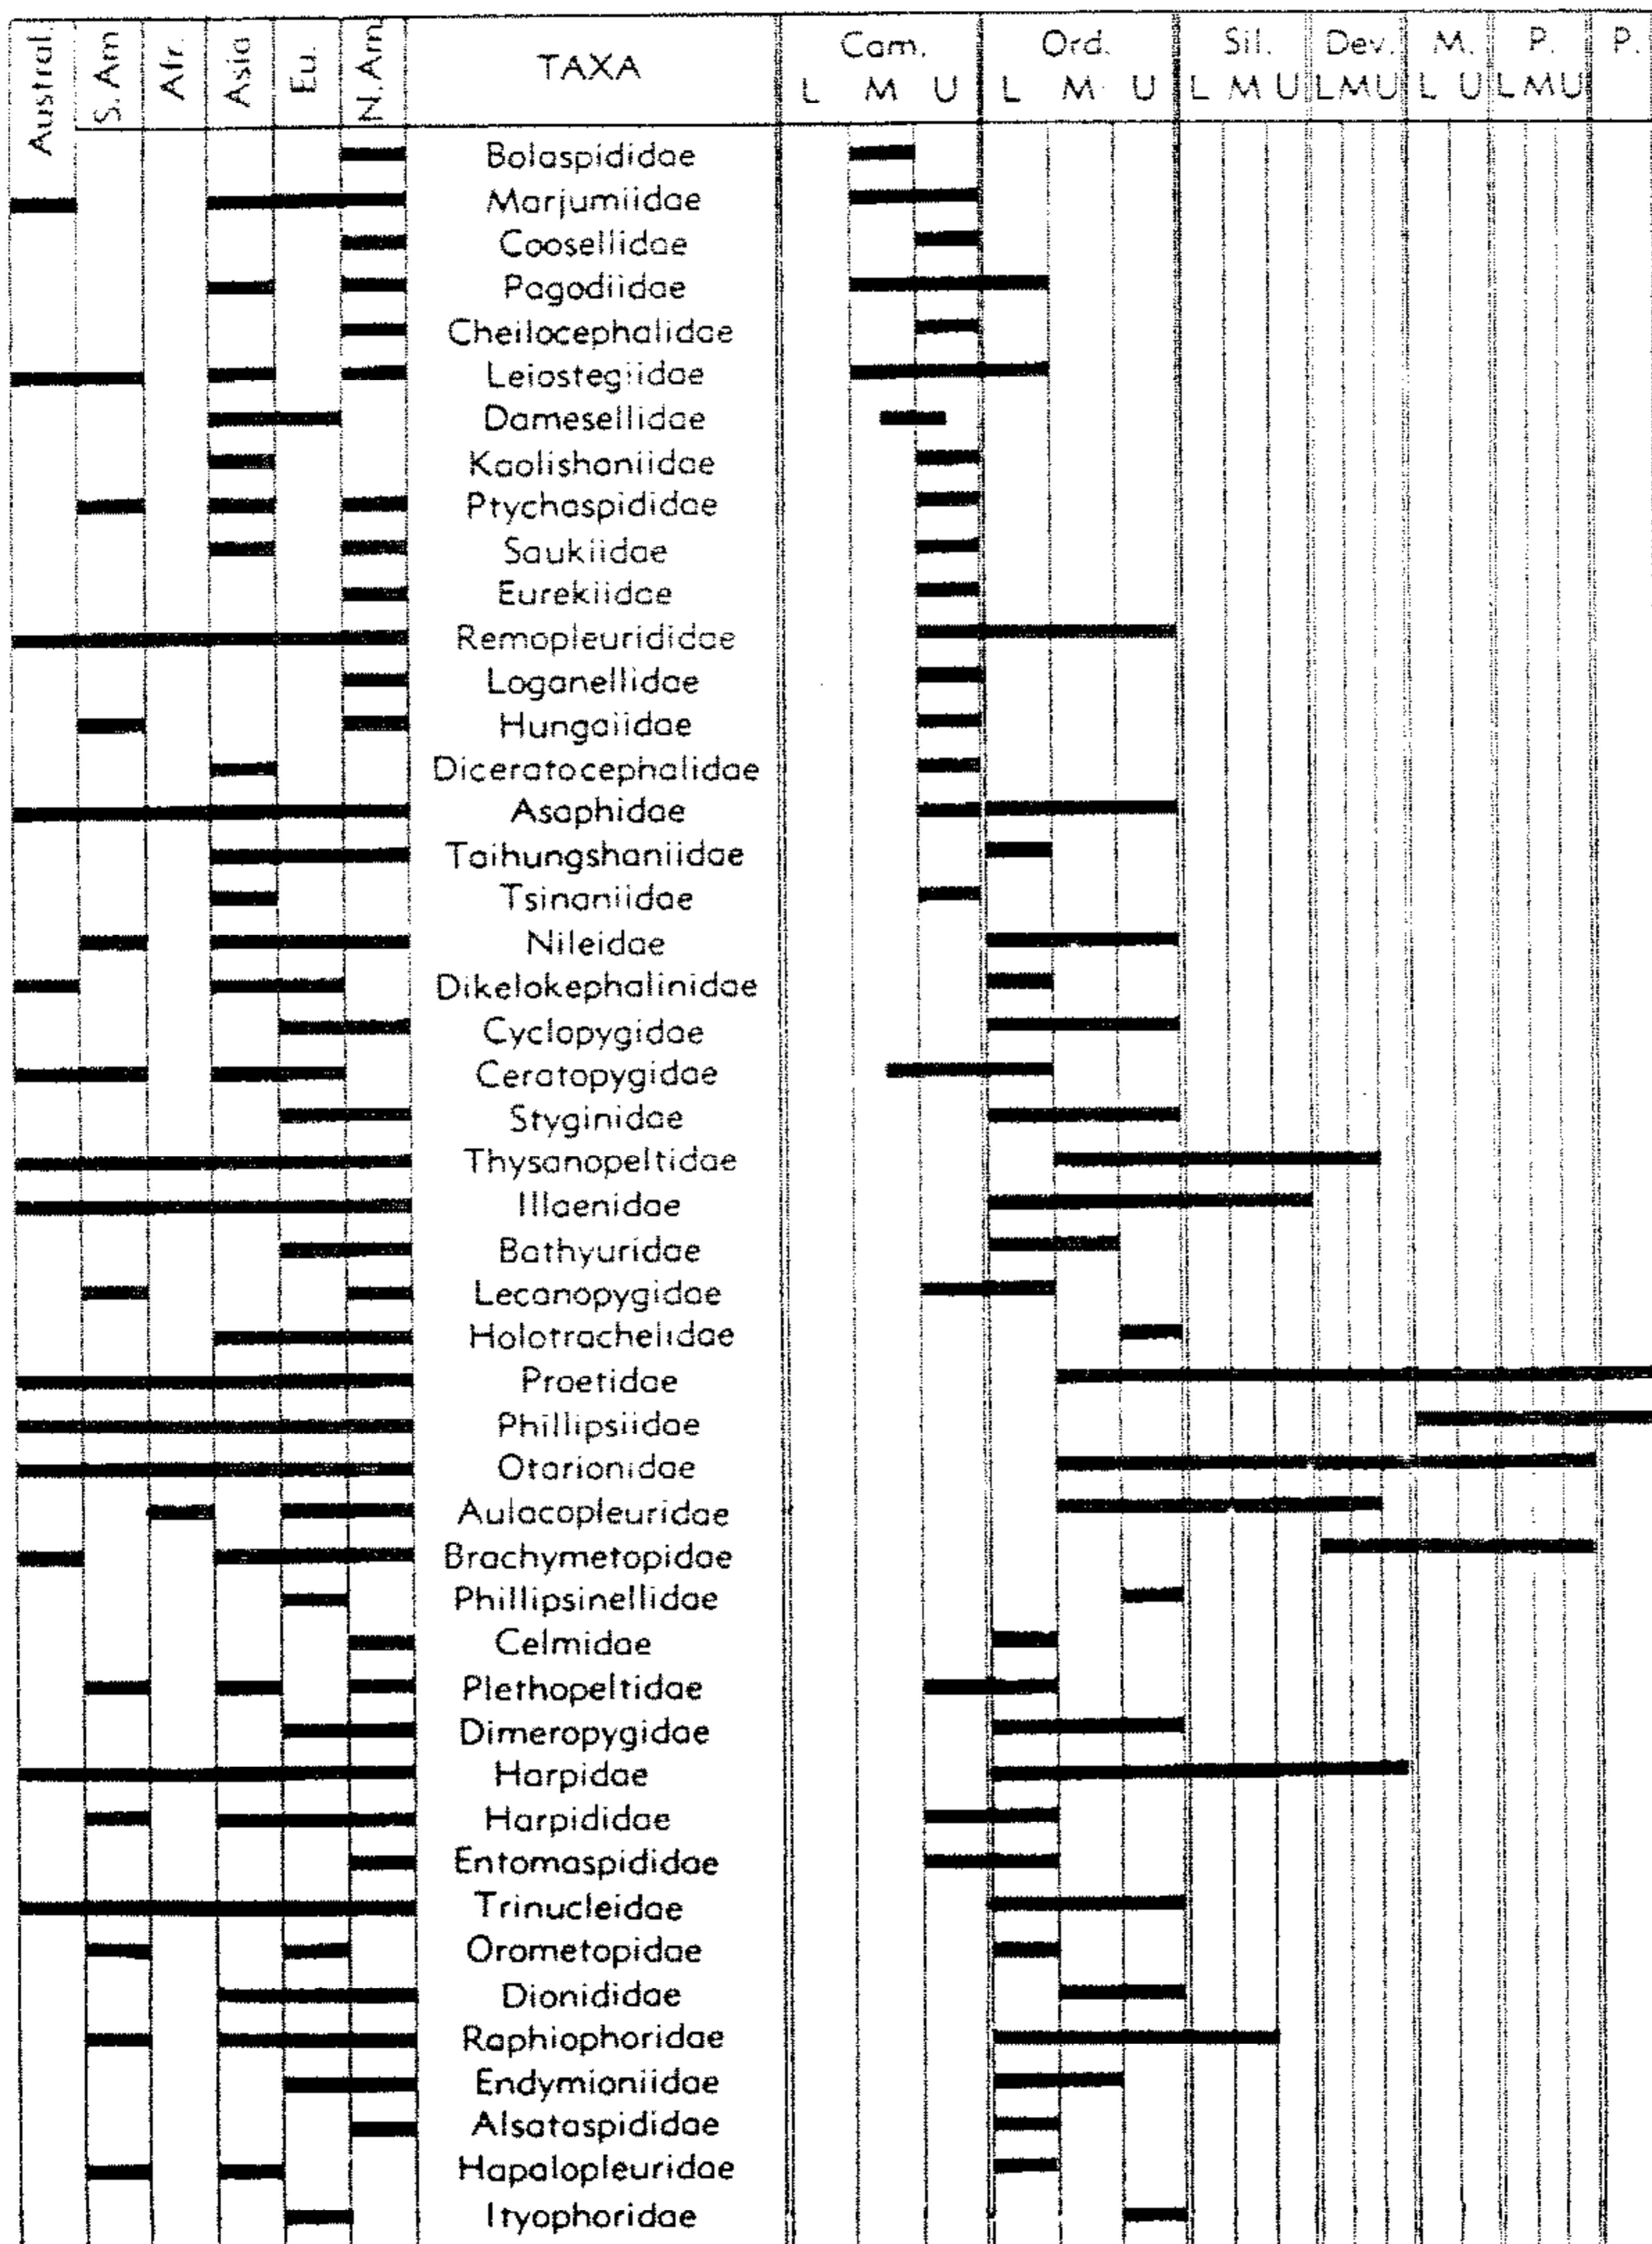 Austral. S. Am Afr. Asia Eu. N. Am. TAXA Cam. Ord. Sil. Dev. M. P. P.
L M U L M U L M U L M U L U L M U
Bolaspididae
Marjumiidae
Coosellidae
Pagodiidae
Cheilocephalidae
Leiostegiidae
Damesellidae
Kaolishaniidae
Ptychaspididae
Saukiidae
Eurekiidae
Remopleurididae
Loganellidae
Hungaiidae
Diceratocephalidae
Asaphidae
Taihungshaniidae
Tsinaniidae
Nileidae
Dikelokephalinidae
Cyclopygidae
Ceratopygidae
Styginidae
Thysanopeltidae
Illaenidae
Bathyuridae
Lecanopygidae
Holotrachelidae
Proetidae
Phillipsiidae
Otarionidae
Aulacopleuridae
Brachymetopidae
Phillipsinellidae
Celmidae
Plethopeltidae
Dimeropygidae
Harpidae
Harpididae
Entomaspididae
Trinucleidae
Orometopidae
Dionididae
Raphiophoridae
Endymioniidae
Alsataspididae
Hapalopleuridae
Ityophoridae